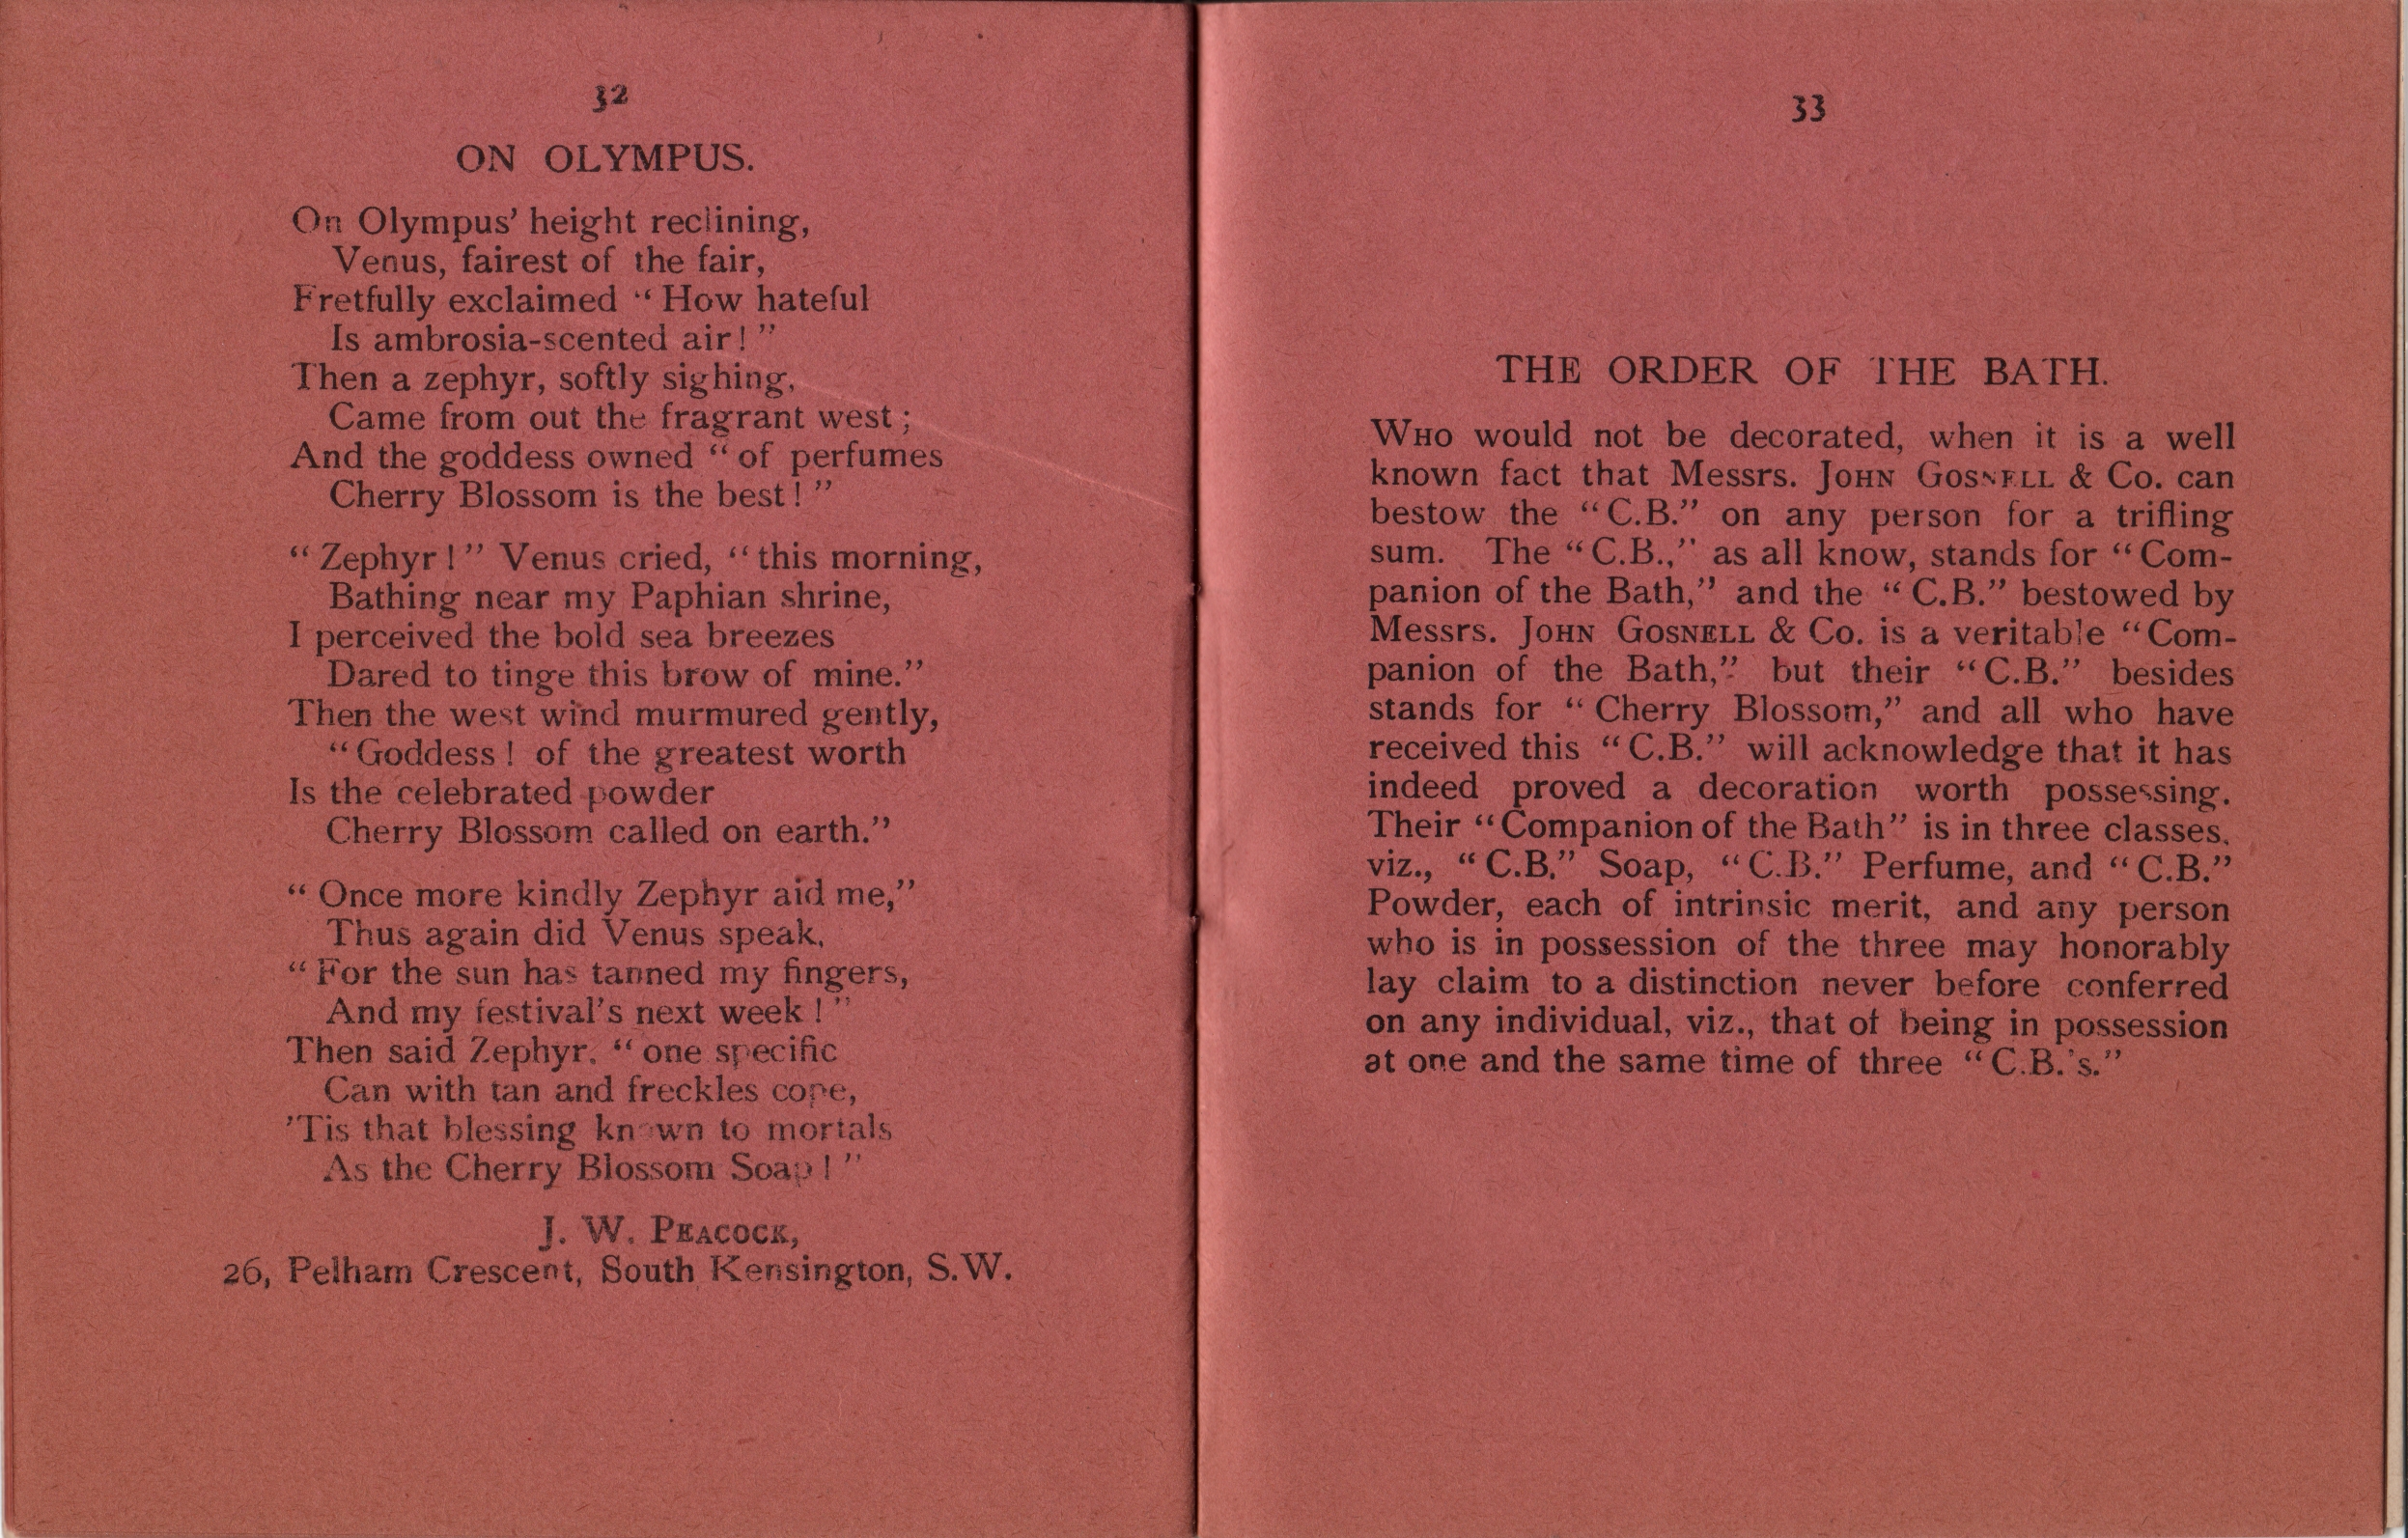 32
ON OLYMPUS.
On Olympus' height reclining,
Venus, fairest of the fair,
Fretfully exclaimed “How hateful
Is ambrosia-scented air!”
Then a zephyr, softly sighing,
Came from out the fragrant west;
And the goddess owned “of perfumes
Cherry Blossom is the best!”
“Zephyr!” Venus cried, “this morning,
Bathing near my Paphian shrine,
I perceived the bold sea breezes
Dared to tinge this brow of mine.”
Then the west wind murmured gently,
“Goddess! of the greatest worth
Is the celebrated powder
Cherry Blossom called on earth.”
“Once more kindly Zephyr aid me,”
Thus again did Venus speak,
“For the sun has tanned my fingers,
And my festival's next week!”
Then said Zephyr, “one specific
Can with tan and freckles cope,
'Tis that blessing known to mortals
As the Cherry Blossom Soap!”
J. W. PEACOCK,
26, Pelham Crescent, South Kensington, S.W.
33
THE ORDER OF THE BATH.
WHO would not be decorated, when it is a well
known fact that Messrs. JOHN GOSNELL & Co. can
bestow the “C.B.” on any person for a trifling
sum. The “C.B.,” as all know, stands for “Com-
panion of the Bath,” and the “C.B.” bestowed by
Messrs. JOHN GOSNELL & Co. is a veritable “Com-
panion of the Bath,” but their “C.B.” besides
stands for “Cherry Blossom,” and all who have
received this “C.B.” will acknowledge that it has
indeed proved a decoration worth possessing.
Their “Companion of the Bath” is in three classes,
viz., “C.B.” Soap, “C.B.” Perfume, and “C.B.”
Powder, each of intrinsic merit, and any person
who is in possession of the three may honorably
lay claim to a distinction never before conferred
on any individual, viz., that of being in possession
at one and the same time of three “C.B.'s.”